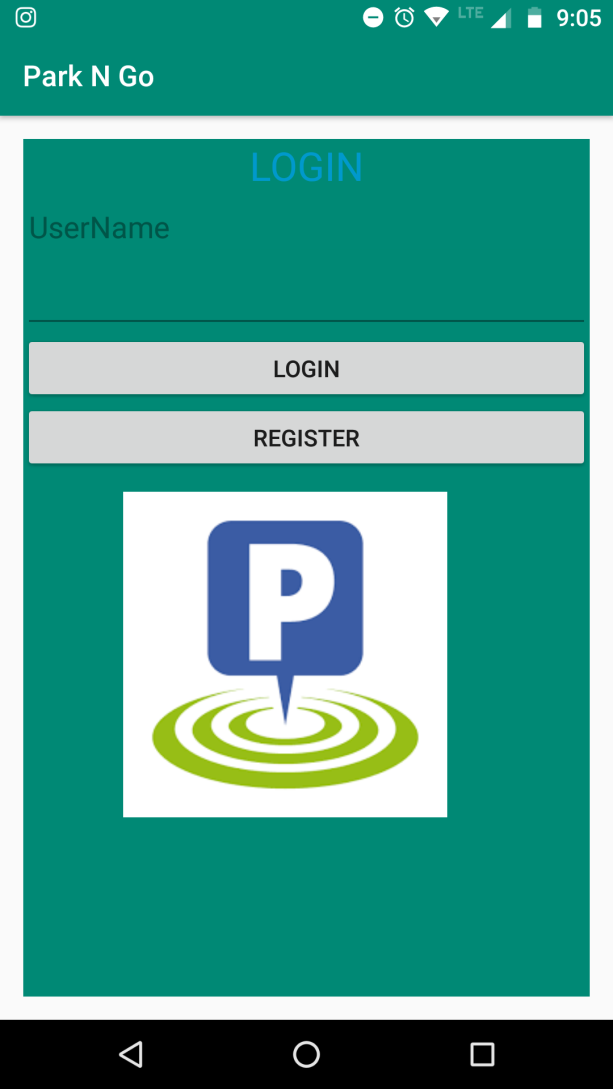 LTE 9:05
Park N Go
LOGIN
UserName
LOGIN
REGISTER
P